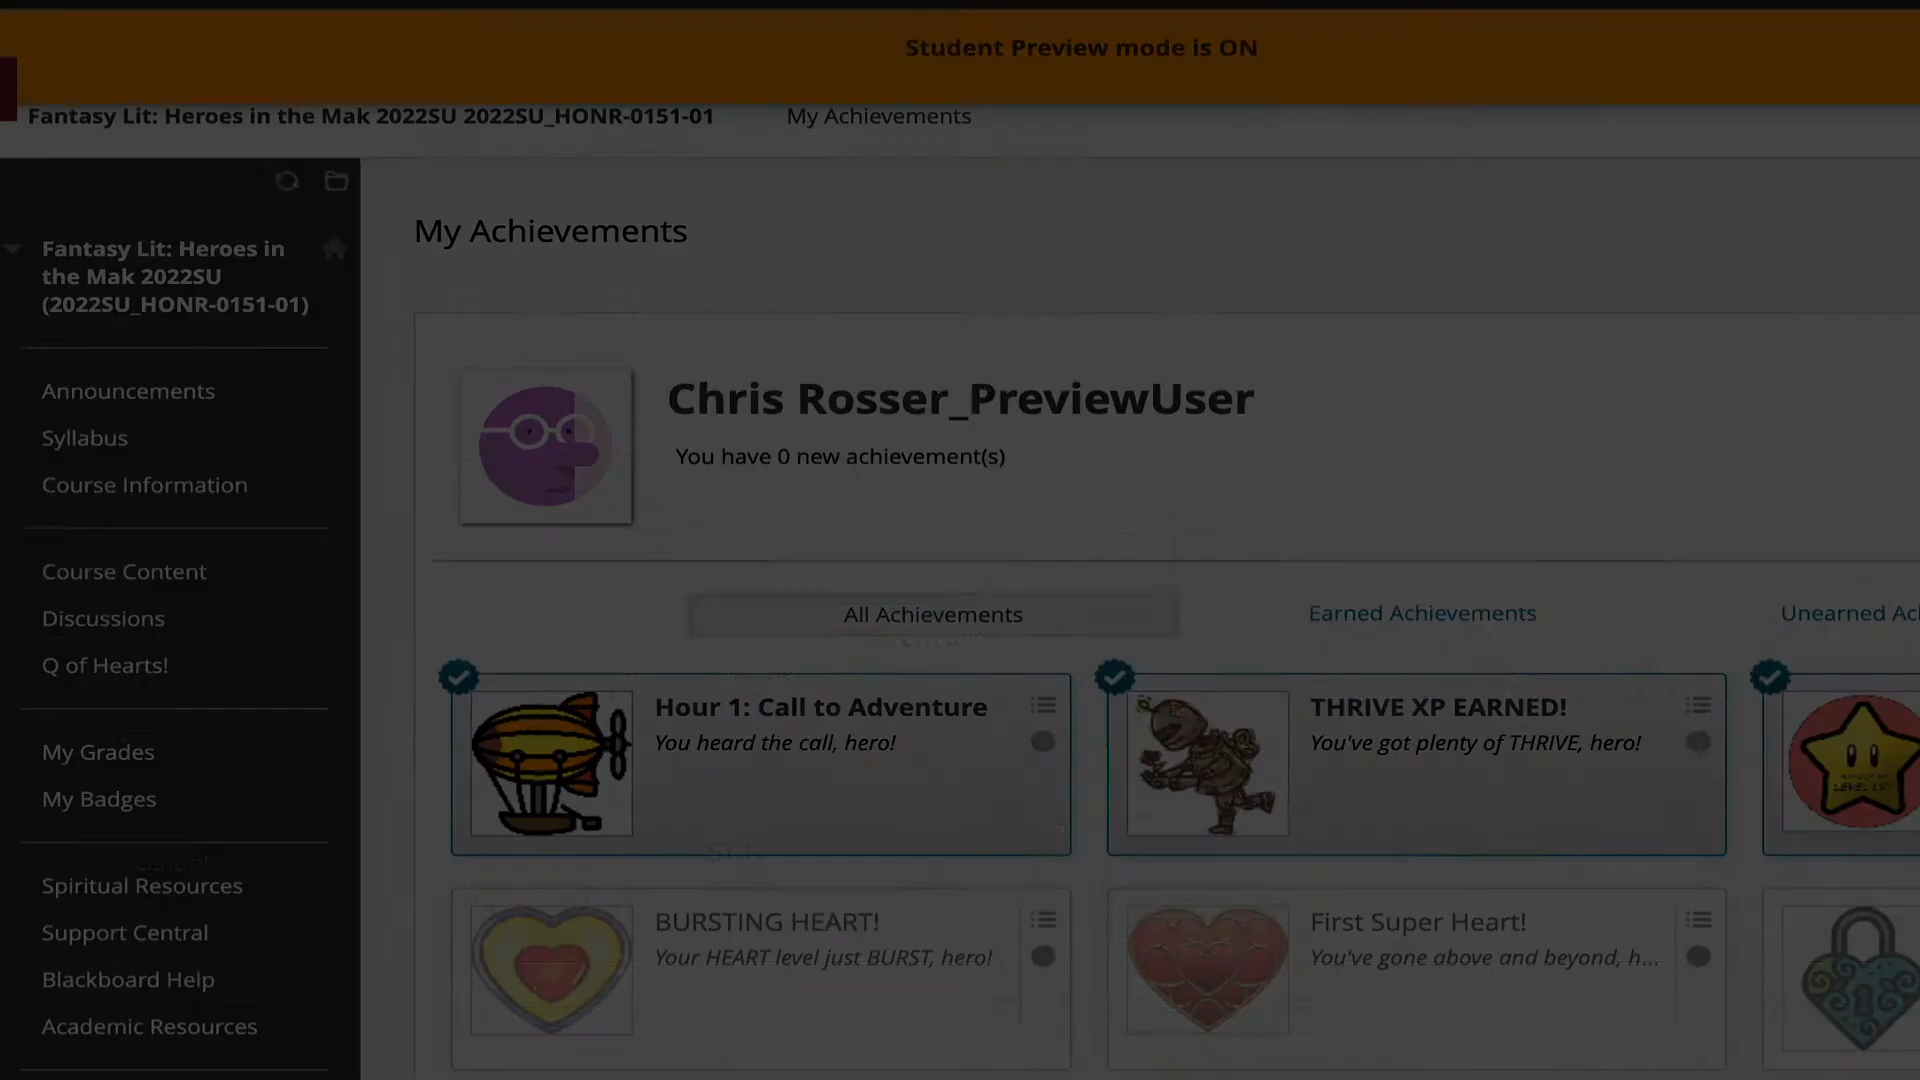 Student Preview mode is ON
Fantasy Lit: Heroes in the Mak 2022SU 2022SU_HONR-0151-01
My Achievements
Fantasy Lit: Heroes in
the Mak 2022SU
(2022SU_HONR-0151-01)
Announcements
Syllabus
Course Information
Course Content
Discussions
Q of Hearts!
My Grades
My Badges
Spiritual Resources
Support Central
Blackboard Help
Academic Resources
My Achievements
Chris Rosser_PreviewUser
You have 0 new achievement(s)
All Achievements
Earned Achievements
Unearned Ac
Hour 1: Call to Adventure
You heard the call, hero!
THRIVE XP EARNED!
You've got plenty of THRIVE, hero!
BURSTING HEART!
Your HEART level just BURST, hero!
First Super Heart!
You've gone above and beyond, h...